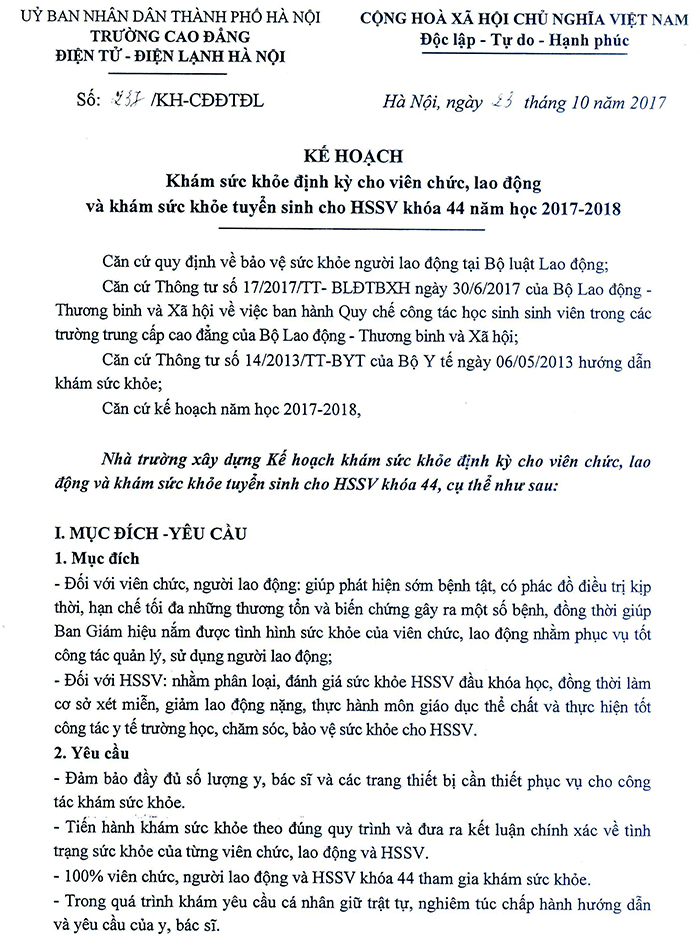 UỶ BAN NHÂN DÂN THÀNH PHỐ HÀ NỘI
TRƯỜNG CAO ĐẲNG
ĐIỆN TỬ - ĐIỆN LẠNH HÀ NỘI
CỘNG HOÀ XÃ HỘI CHỦ NGHĨA VIỆT NAM
Độc lập - Tự do - Hạnh phúc
Số: 237 /KH-CĐĐTĐL
Hà Nội, ngày 23 tháng 10 năm 2017
KẾ HOẠCH
Khám sức khỏe định kỳ cho viên chức, lao động
và khám sức khỏe tuyển sinh cho HSSV khóa 44 năm học 2017-2018
Căn cứ quy định về bảo vệ sức khỏe người lao động tại Bộ luật Lao động;
Căn cứ Thông tư số 17/2017/TT- BLĐTBXH ngày 30/6/2017 của Bộ Lao động -
Thương binh và Xã hội về việc ban hành Quy chế công tác học sinh sinh viên trong các
trường trung cấp cao đẳng của Bộ Lao động - Thương binh và Xã hội;
Căn cứ Thông tư số 14/2013/TT-BYT của Bộ Y tế ngày 06/05/2013 hướng dẫn
khám sức khỏe;
Căn cứ kế hoạch năm học 2017-2018,
Nhà trường xây dựng Kế hoạch khám sức khỏe định kỳ cho viên chức, lao
động và khám sức khỏe tuyển sinh cho HSSV khóa 44, cụ thể như sau:
I. MỤC ĐÍCH -YÊU CẦU
1. Mục đích
- Đối với viên chức, người lao động: giúp phát hiện sớm bệnh tật, có phác đồ điều trị kịp
thời, hạn chế tối đa những thương tổn và biến chứng gây ra một số bệnh, đồng thời giúp
Ban Giám hiệu nắm được tình hình sức khỏe của viên chức, lao động nhằm phục vụ tốt
công tác quản lý, sử dụng người lao động;
- Đối với HSSV: nhằm phân loại, đánh giá sức khỏe HSSV đầu khóa học, đồng thời làm
cơ sở xét miễn, giảm lao động nặng, thực hành môn giáo dục thể chất và thực hiện tốt
công tác y tế trường học, chăm sóc, bảo vệ sức khỏe cho HSSV.
2. Yêu cầu
- Đảm bảo đầy đủ số lượng y, bác sĩ và các trang thiết bị cần thiết phục vụ cho công
tác khám sức khỏe.
- Tiến hành khám sức khỏe theo đúng quy trình và đưa ra kết luận chính xác về tình
trạng sức khỏe của từng viên chức, lao động và HSSV.
- 100% viên chức, người lao động và HSSV khóa 44 tham gia khám sức khỏe.
- Trong quá trình khám yêu cầu cá nhân giữ trật tự, nghiêm túc chấp hành hướng dẫn
và yêu cầu của y, bác sĩ.